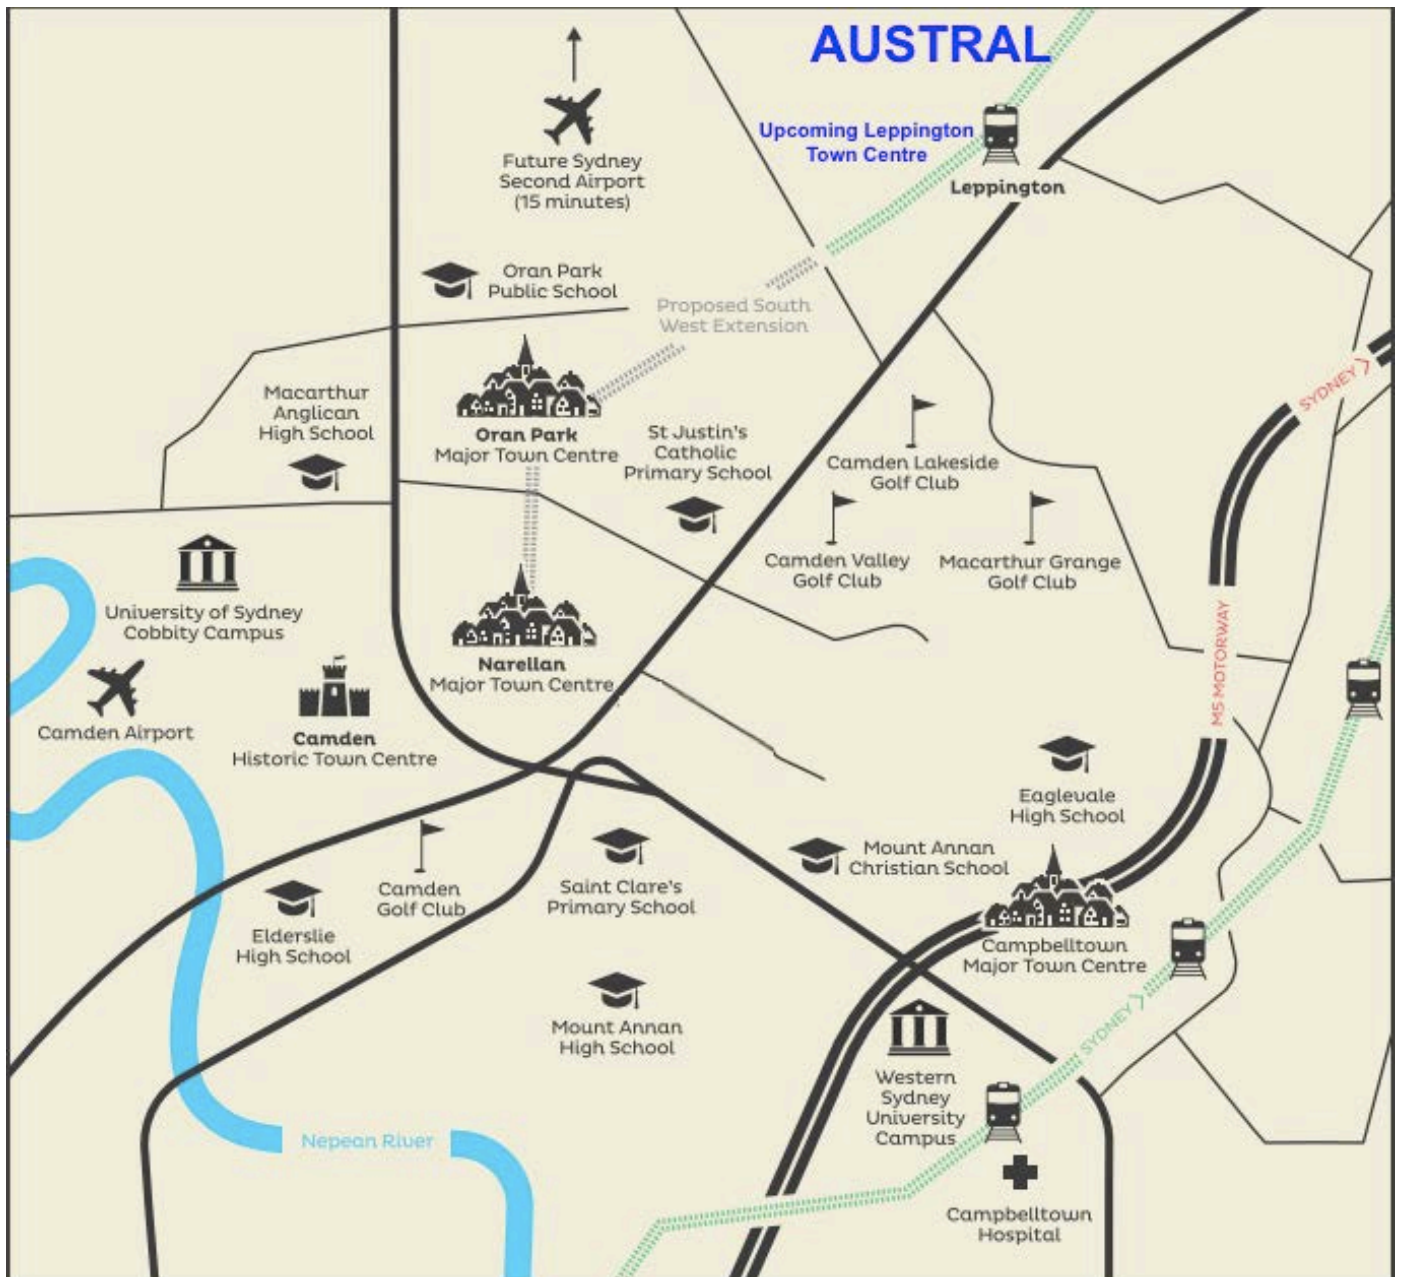 AUSTRAL
Upcoming Leppington
Town Centre
Leppington
Future Sydney
Second Airport
(15 minutes)
Oran Park
Public School
Proposed South
West Extension
Macarthur
Anglican
High School
Oran Park
Major Town Centre
St Justin's
Catholic
Primary School
Camden Lakeside
Golf Club
SYDNEY >
Camden Valley
Golf Club
Macarthur Grange
Golf Club
University of Sydney
Cobbity Campus
M5 MOTORWAY
Narellan
Major Town Centre
Camden Airport
Camden
Historic Town Centre
Eaglevale
High School
Mount Annan
Christian School
Camden
Golf Club
Saint Clare's
Primary School
Elderslie
High School
Campbelltown
Major Town Centre
Mount Annan
High School
SYDNEY >
Western
Sydney
University
Campus
Nepean River
Campbelltown
Hospital